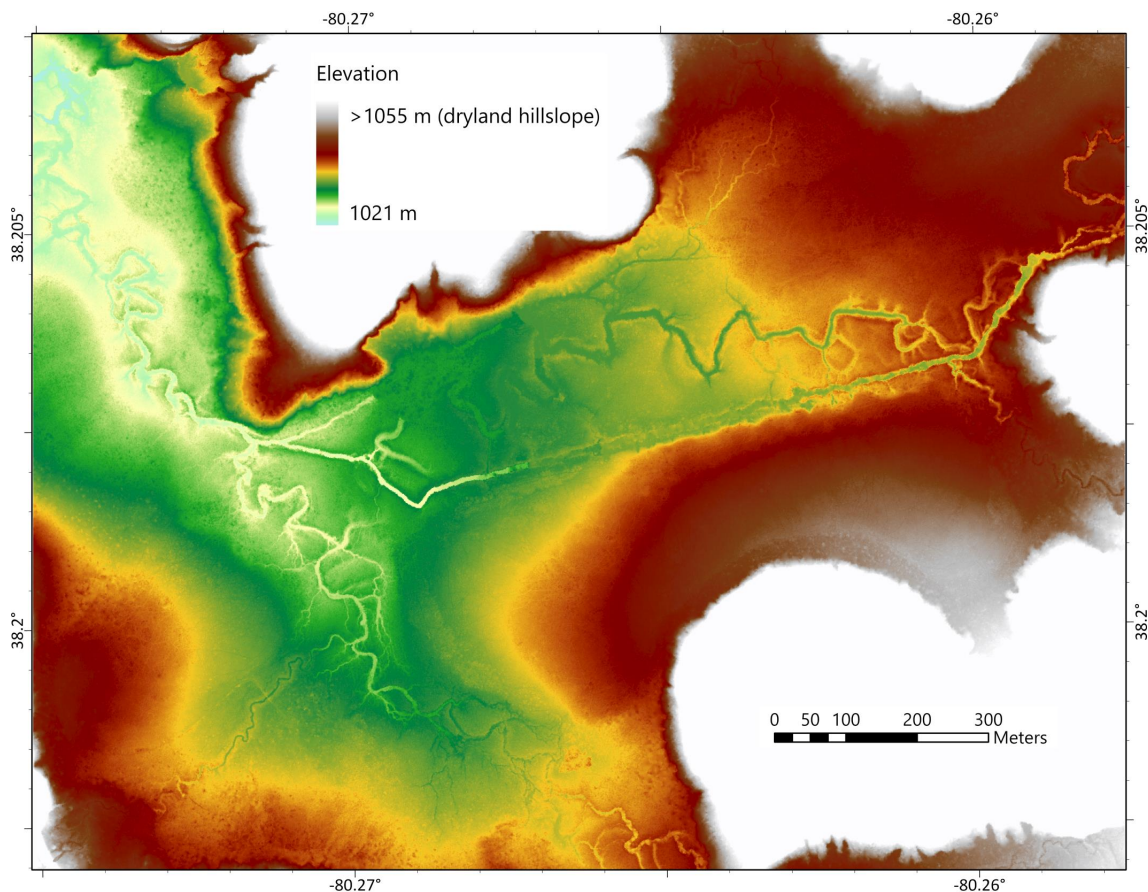 -80.27° -80.26°
Elevation
>1055 m (dryland hillslope)
1021 m
38.205° 38.205°
38.2° 38.2°
0 50 100 200 300
Meters
-80.27° -80.26°